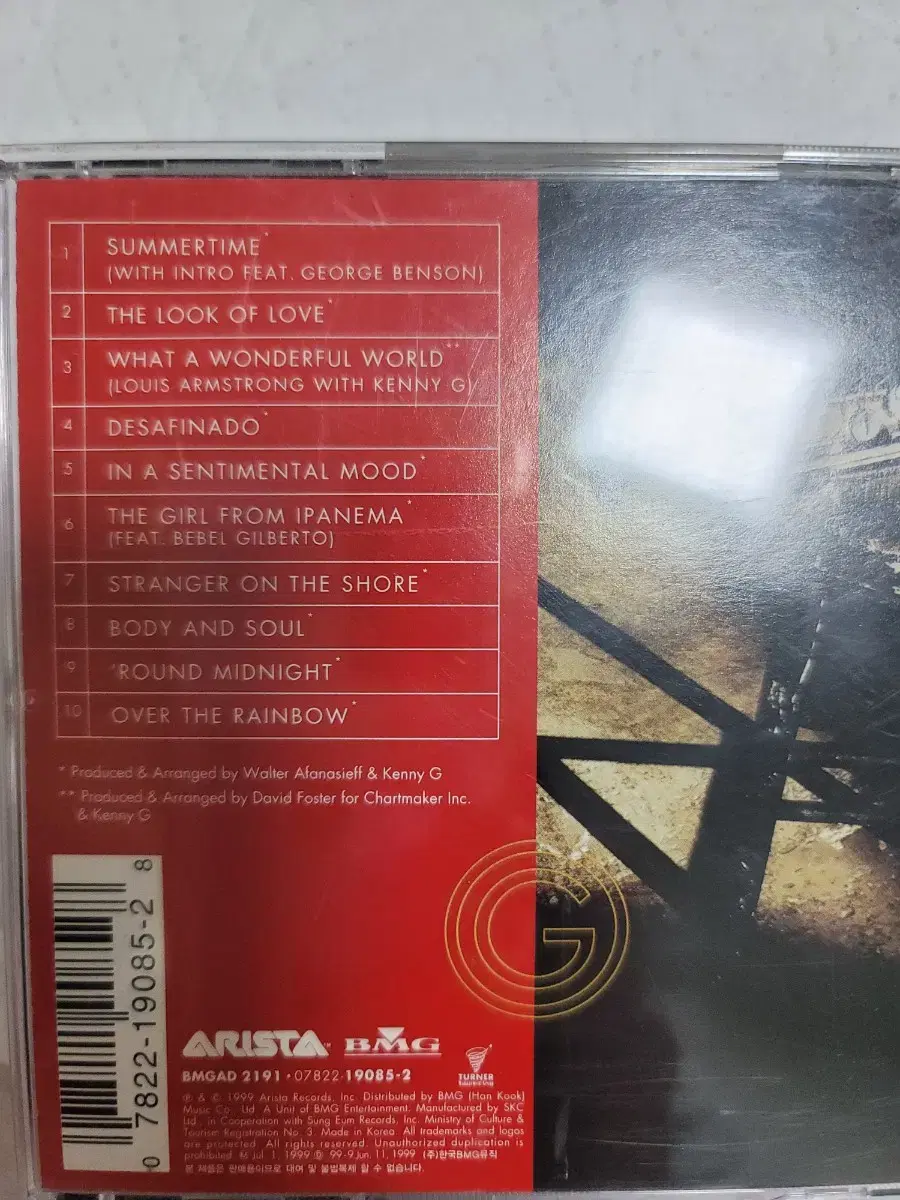 1 SUMMERTIME*
(WITH INTRO FEAT. GEORGE BENSON)
2 THE LOOK OF LOVE*
3 WHAT A WONDERFUL WORLD**
(LOUIS ARMSTRONG WITH KENNY G)
4 DESAFINADO*
5 IN A SENTIMENTAL MOOD*
6 THE GIRL FROM IPANEMA*
(FEAT. BEBEL GILBERTO)
7 STRANGER ON THE SHORE*
8 BODY AND SOUL*
9 'ROUND MIDNIGHT*
10 OVER THE RAINBOW*
* Produced & Arranged by Walter Afanasieff & Kenny G
** Produced & Arranged by David Foster for Chartmaker Inc.
& Kenny G
0 7822-19085-2 8
G
ARISTA™ BMG
TURNER
BMGAD 2191 • 07822-19085-2
℗ & © 1999 Arista Records, Inc. Distributed by BMG (Han Kook)
Music Co., Ltd. A Unit of BMG Entertainment. Manufactured by SKC
Ltd., in Cooperation with Sung Eum Records, Inc. Ministry of Culture &
Tourism Registration No. 3. Made in Korea. All trademarks and logos
are protected. All rights reserved. Unauthorized duplication is
prohibited. Jul. 1, 1999 99-9 Jun. 11, 1999 (주)한국BMG뮤직
본 제품은 판매용이므로 대여 및 불법복제 할 수 없습니다.